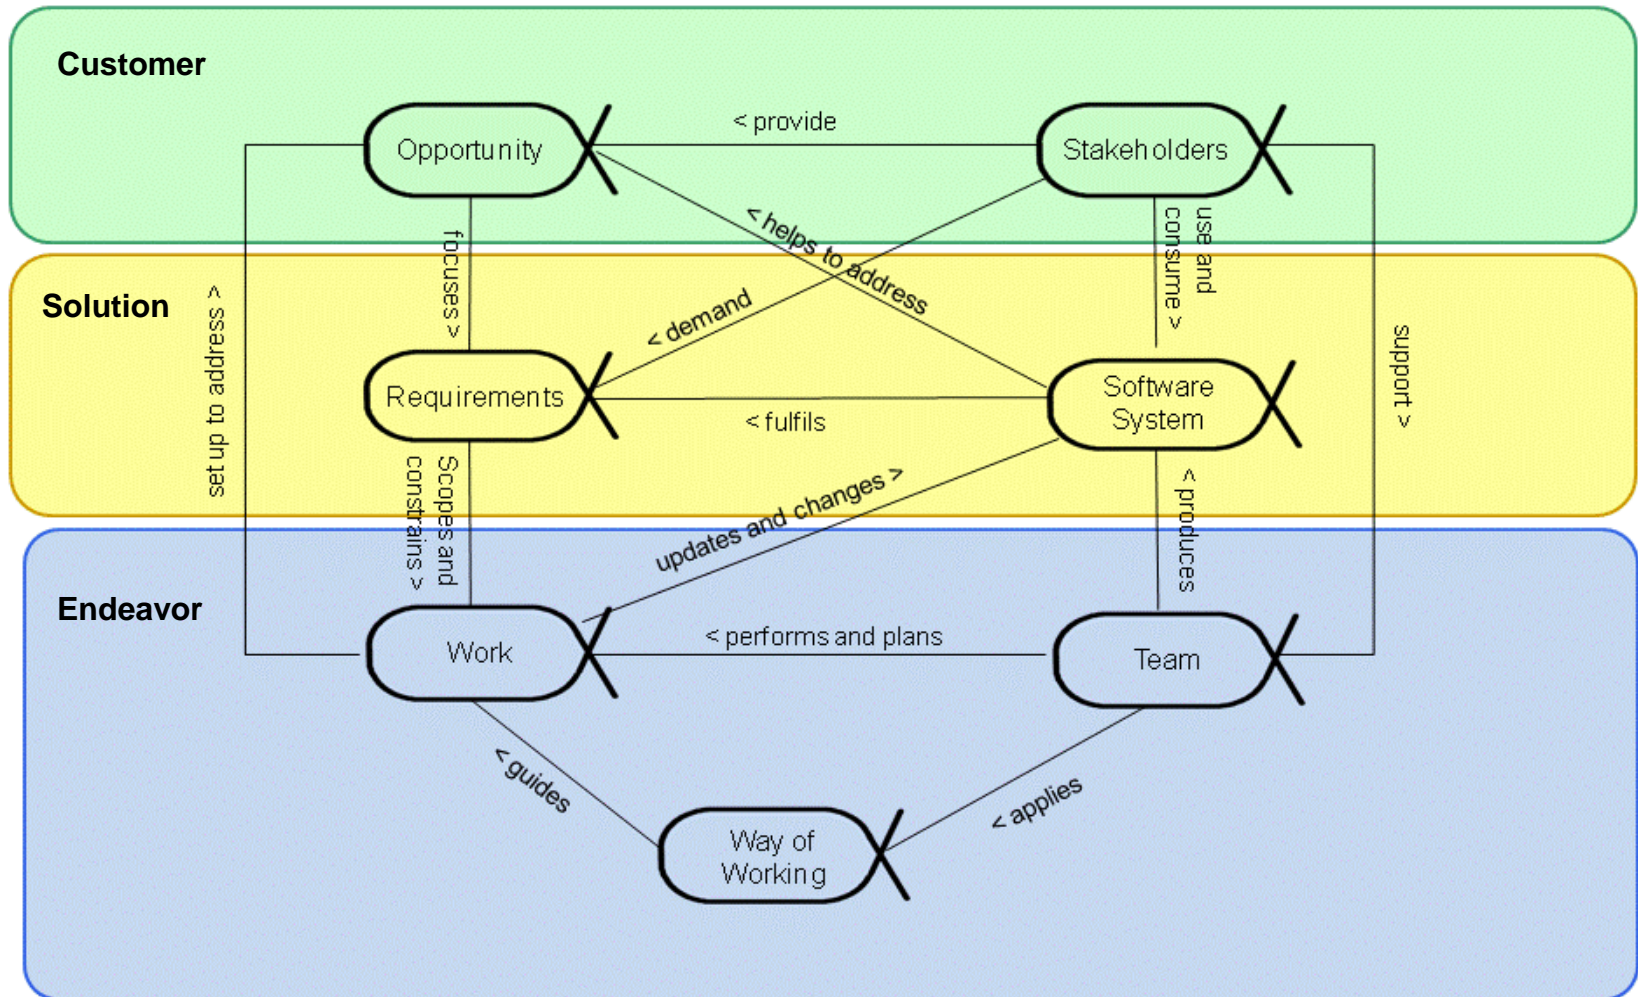 Customer
< provide
Opportunity
Stakeholders
focuses >
< helps to address
use and
consume >
Solution
set up to address >
< demand
support >
Requirements
Software
System
< fulfils
Scopes and
constrains >
updates and changes >
< produces
Endeavor
Work
< performs and plans
Team
< guides
< applies
Way of
Working